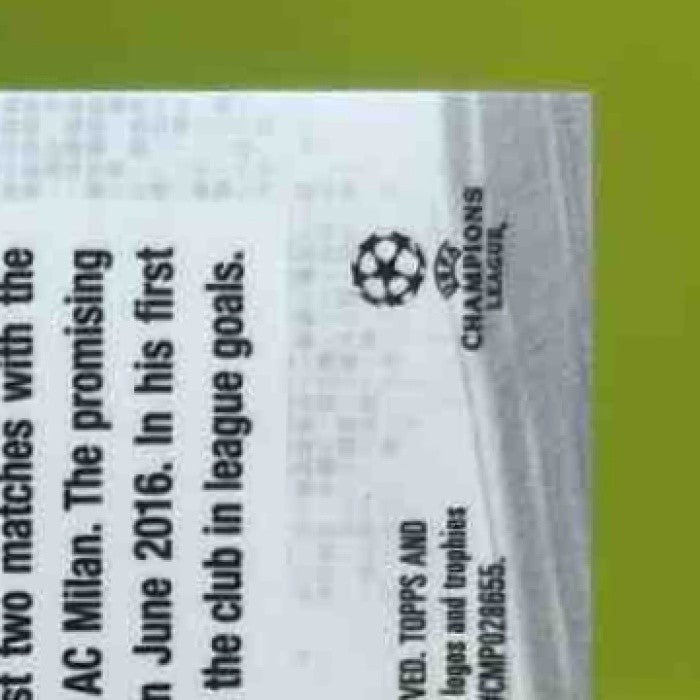 st two matches with the
AC Milan. The promising
n June 2016. In his first
the club in league goals.
UEFA
CHAMPIONS
LEAGUE
VED. TOPPS AND
logos and trophies
CMP028655.